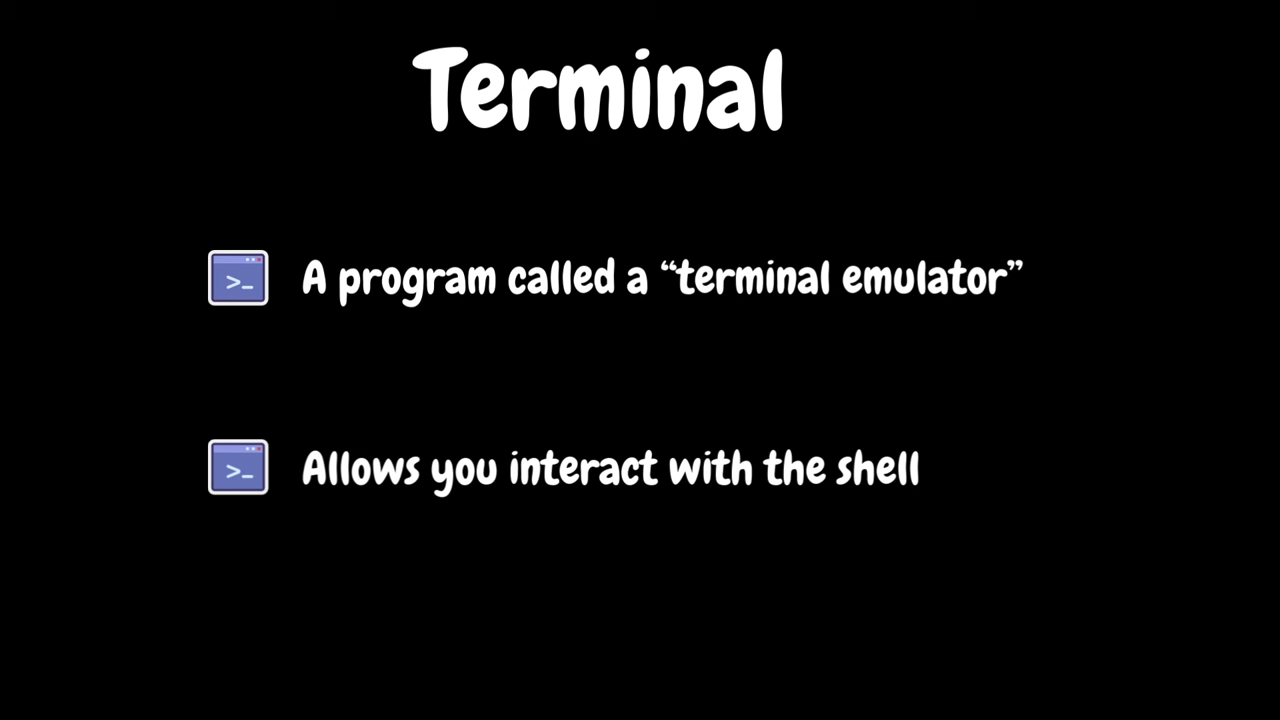 Terminal
>_ A program called a “terminal emulator”
>_ Allows you interact with the shell